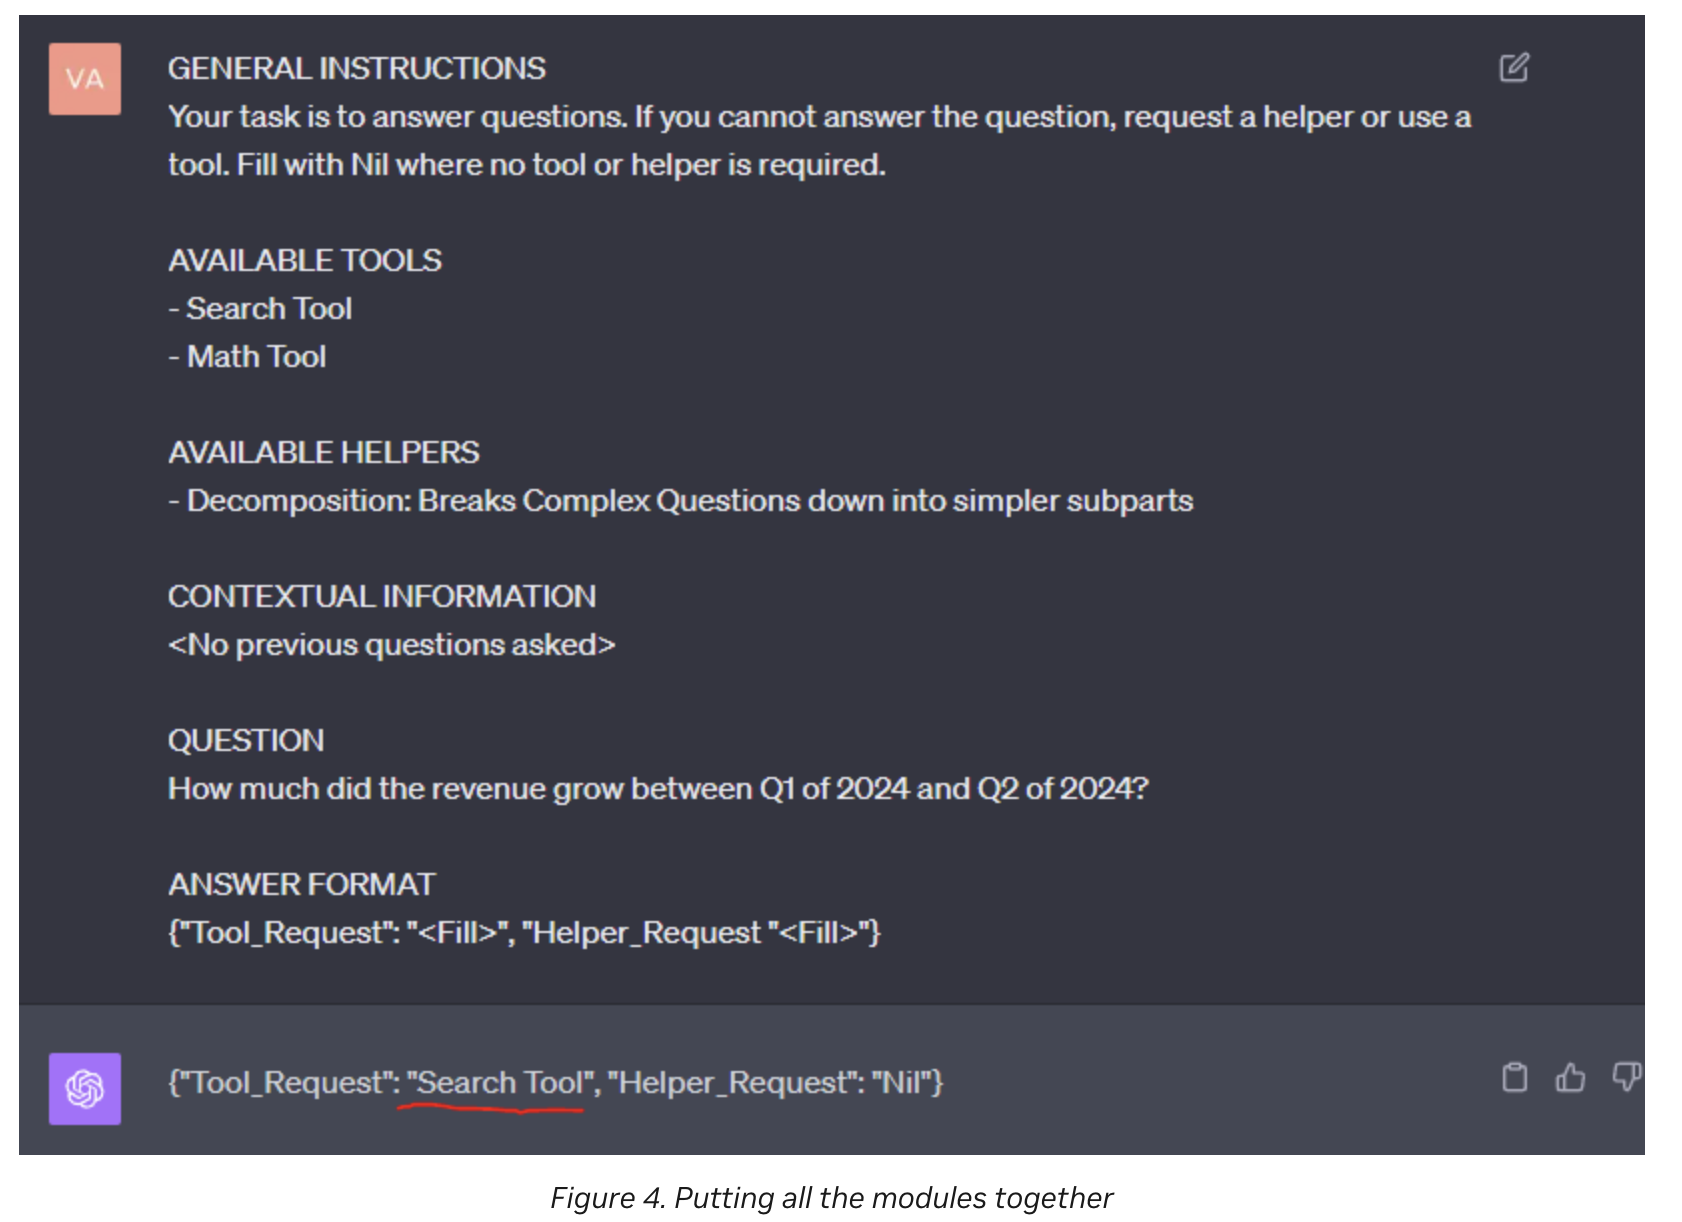 VA
GENERAL INSTRUCTIONS
Your task is to answer questions. If you cannot answer the question, request a helper or use a
tool. Fill with Nil where no tool or helper is required.
AVAILABLE TOOLS
- Search Tool
- Math Tool
AVAILABLE HELPERS
- Decomposition: Breaks Complex Questions down into simpler subparts
CONTEXTUAL INFORMATION
<No previous questions asked>
QUESTION
How much did the revenue grow between Q1 of 2024 and Q2 of 2024?
ANSWER FORMAT
{"Tool_Request": "<Fill>", "Helper_Request "<Fill>"}
{"Tool_Request": "Search Tool", "Helper_Request": "Nil"}
Figure 4. Putting all the modules together